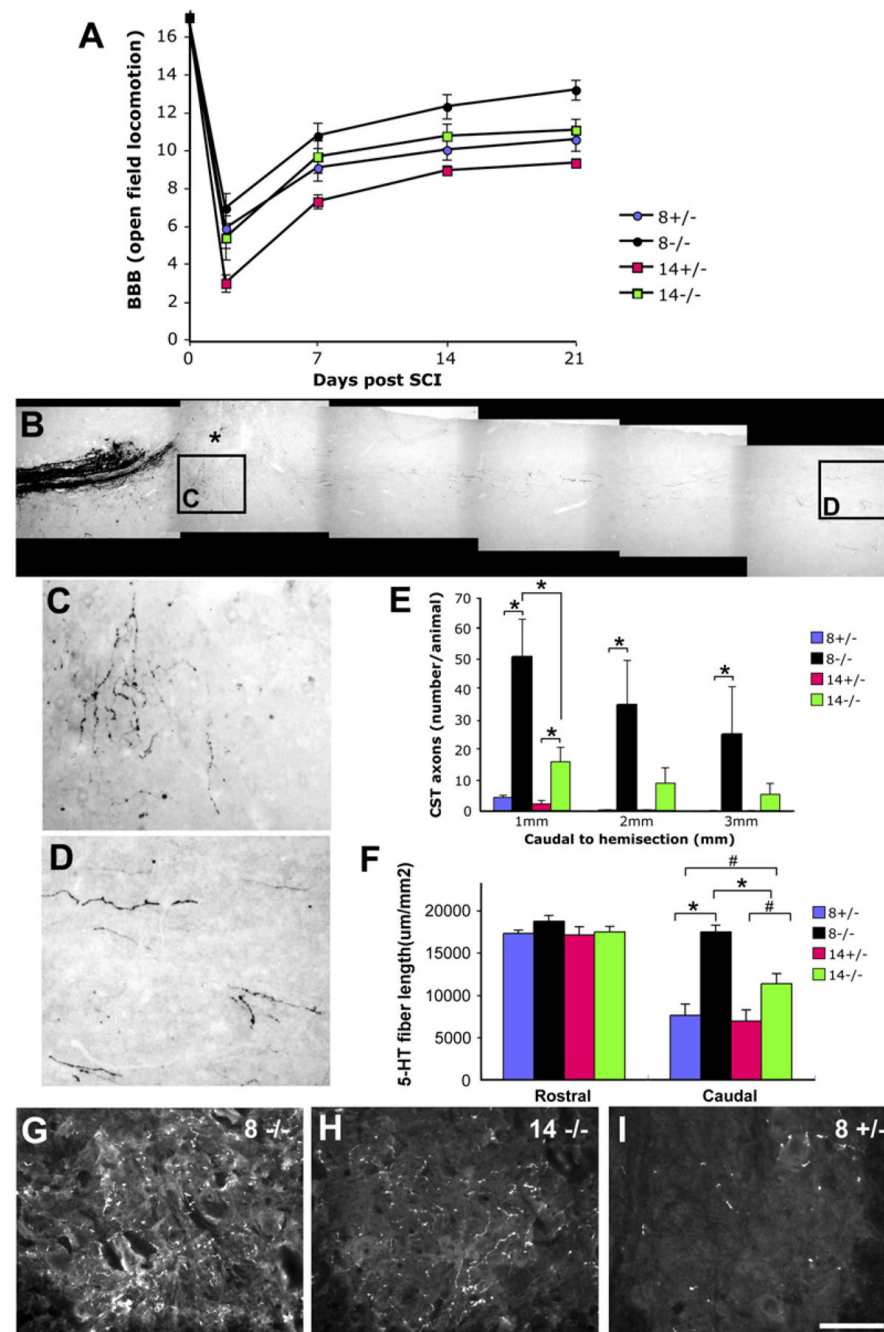 A
BBB (open field locomotion)
16
14
12
10
8
6
4
2
0
0 7 14 21
Days post SCI
8+/-
8-/-
14+/-
14-/-
B
*
C
D
C
D
E
CST axons (number/animal)
70
60
50
40
30
20
10
0
* * * * *
1mm 2mm 3mm
Caudal to hemisection (mm)
8+/-
8-/-
14+/-
14-/-
F
5-HT fiber length(um/mm2)
20000
15000
10000
5000
0
#
*
* #
Rostral Caudal
8+/-
8-/-
14+/-
14-/-
G 8 -/-
H 14 -/-
I 8 +/-